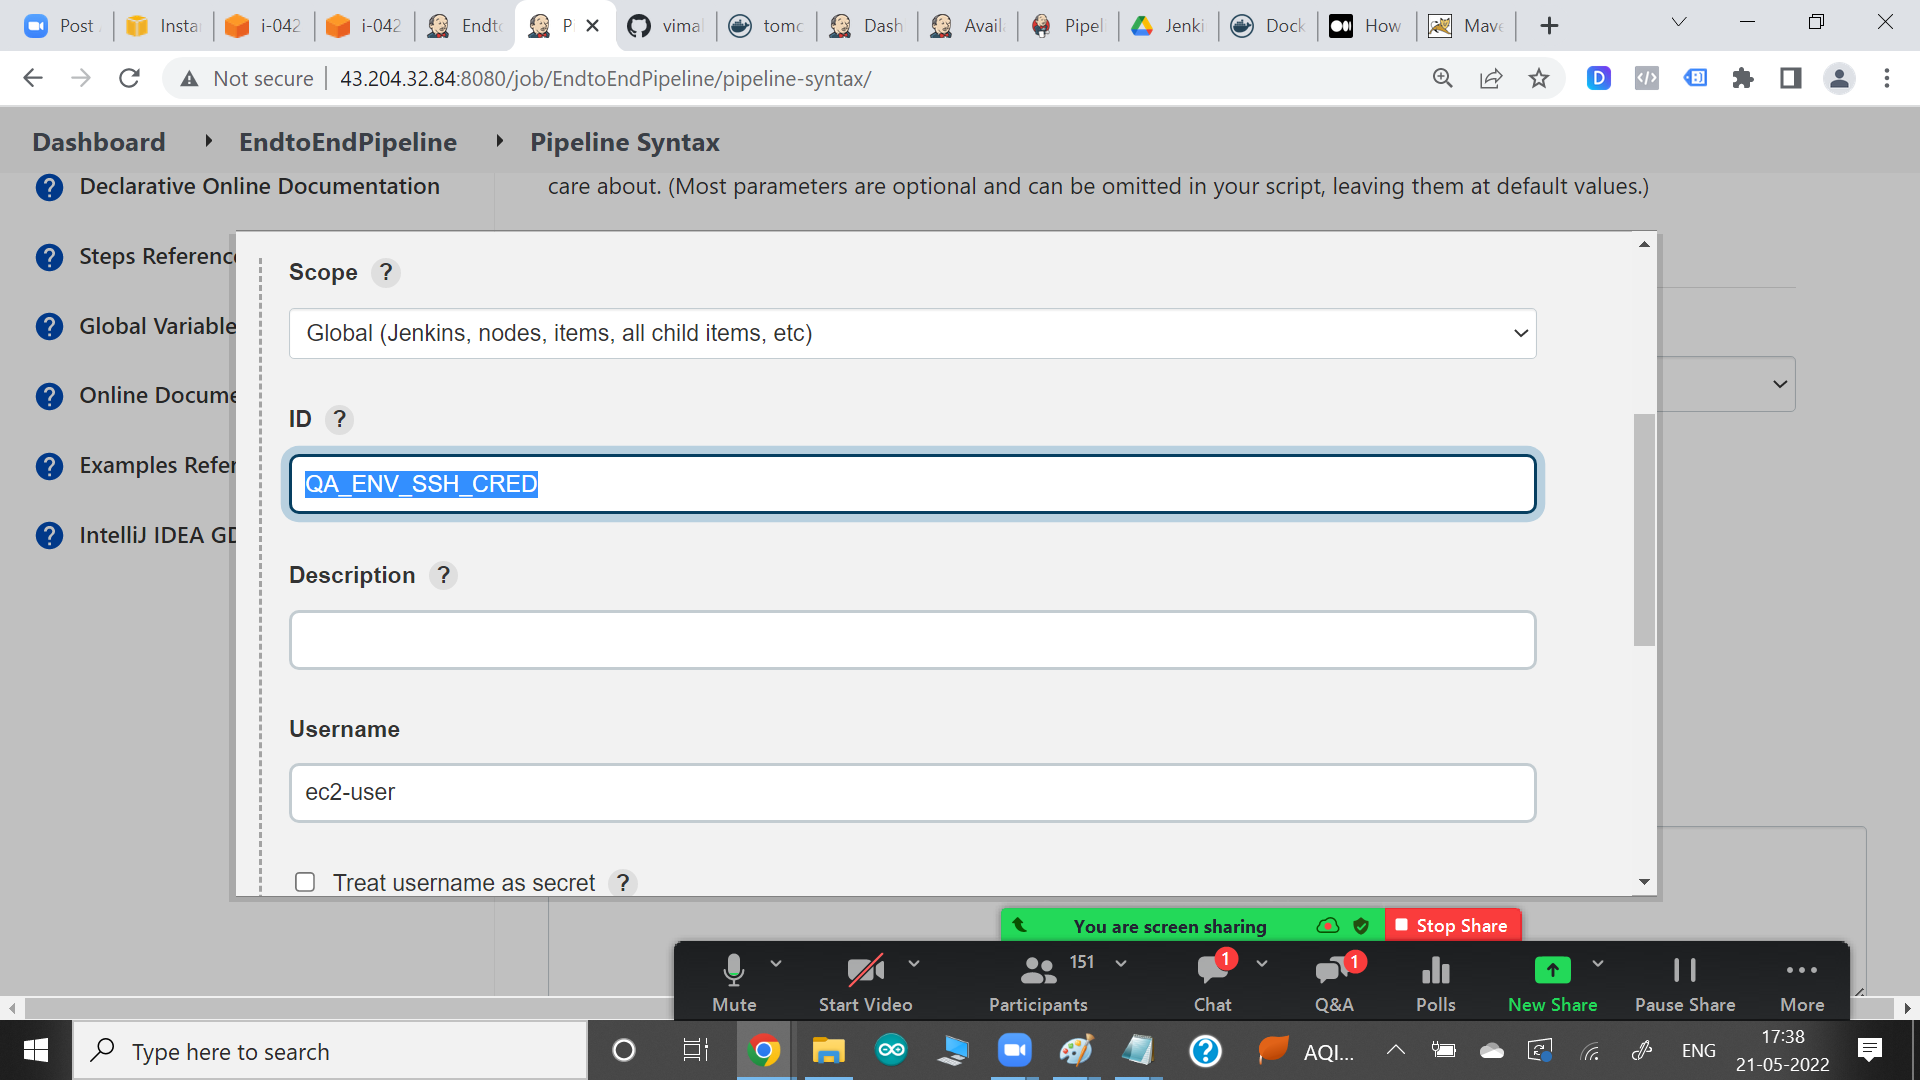 Post
Insta
i-042
i-042
Endto
Pi
vimal
tomc
Dash
Avail
Pipel
Jenki
Dock
How
Mave
Not secure
43.204.32.84:8080/job/EndtoEndPipeline/pipeline-syntax/
Dashboard
EndtoEndPipeline
Pipeline Syntax
Declarative Online Documentation
care about. (Most parameters are optional and can be omitted in your script, leaving them at default values.)
Steps Reference
Global Variable
Online Docume
Examples Refer
IntelliJ IDEA GD
Scope ?
Global (Jenkins, nodes, items, all child items, etc)
ID ?
QA_ENV_SSH_CRED
Description ?
Username
ec2-user
Treat username as secret ?
You are screen sharing
Stop Share
Mute
Start Video
151
Participants
1
Chat
1
Q&A
Polls
New Share
Pause Share
More
Type here to search
AQI...
ENG
17:38
21-05-2022